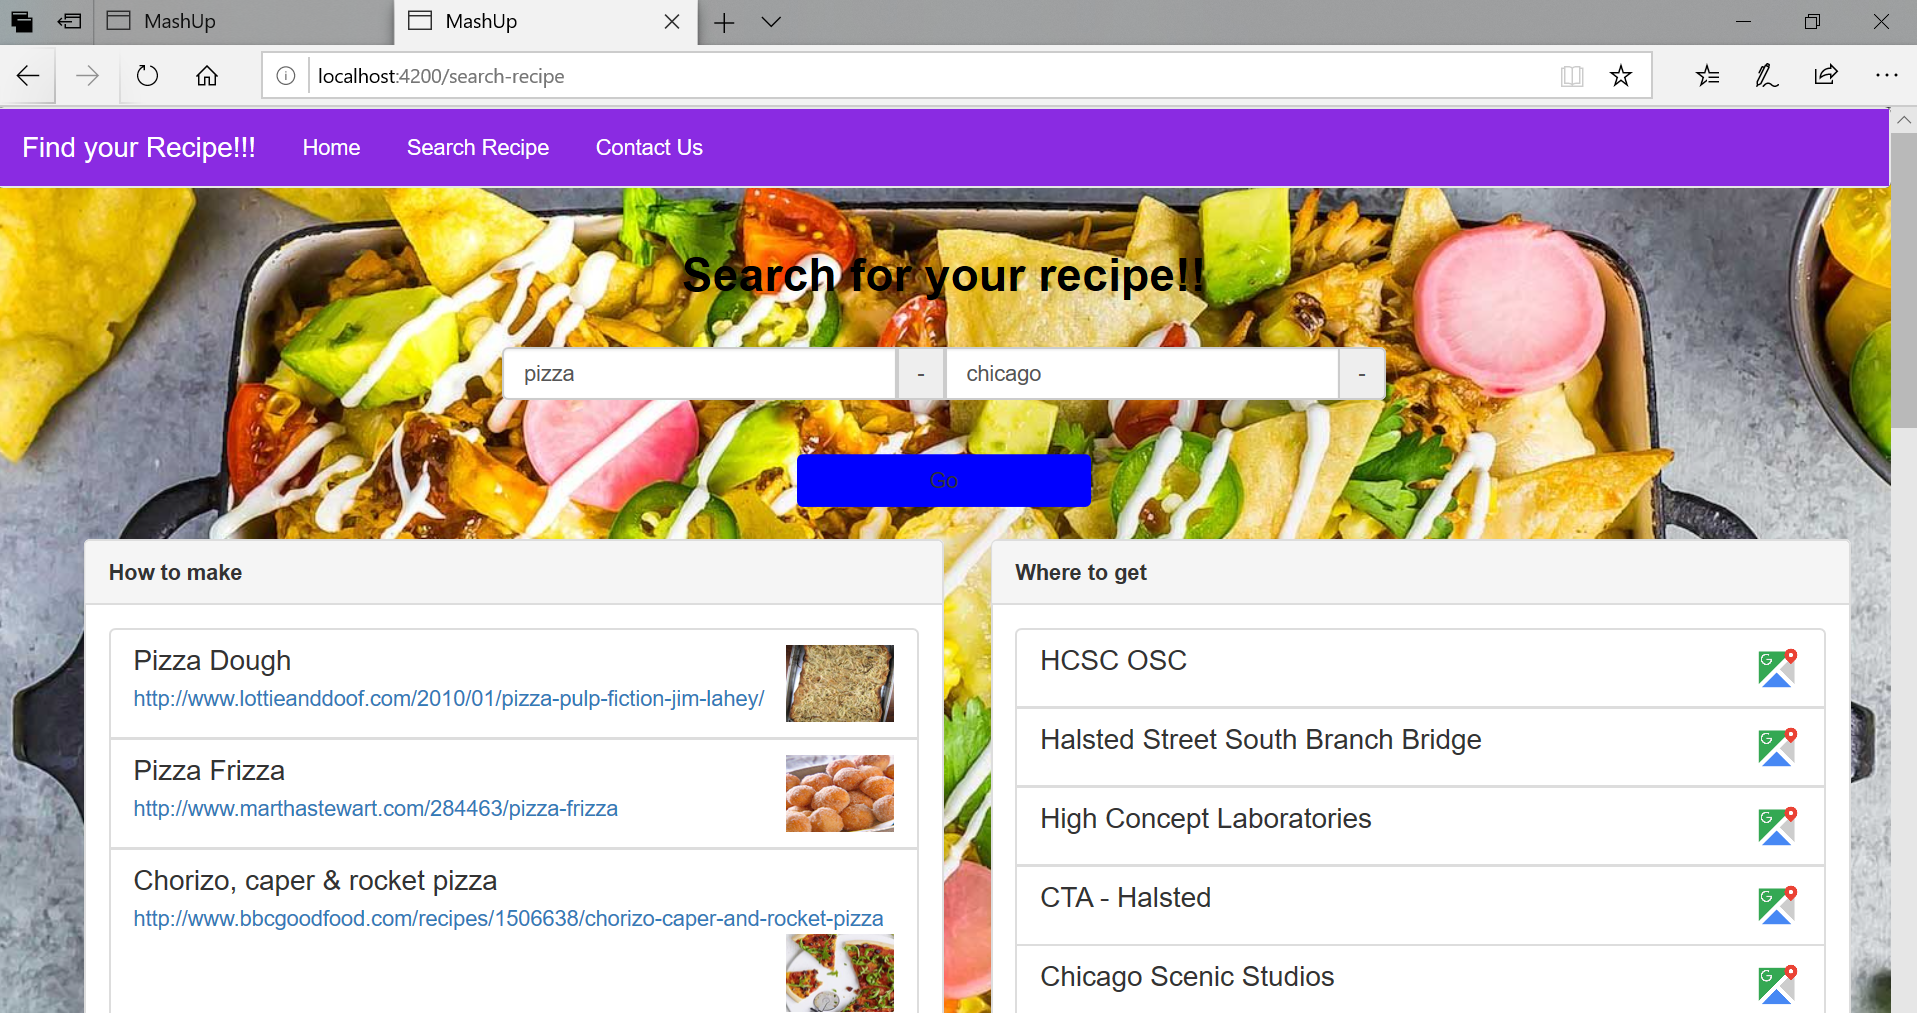 MashUp
MashUp
localhost:4200/search-recipe
Find your Recipe!!! Home Search Recipe Contact Us
Search for your recipe!!
pizza - chicago -
Go
How to make
Pizza Dough
http://www.lottieanddoof.com/2010/01/pizza-pulp-fiction-jim-lahey/
Pizza Frizza
http://www.marthastewart.com/284463/pizza-frizza
Chorizo, caper & rocket pizza
http://www.bbcgoodfood.com/recipes/1506638/chorizo-caper-and-rocket-pizza
Where to get
HCSC OSC
G
Halsted Street South Branch Bridge
G
High Concept Laboratories
G
CTA - Halsted
G
Chicago Scenic Studios
G